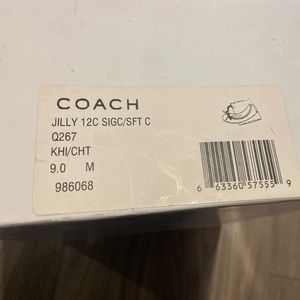 COACH
JILLY 12C SIGC/SFT C
Q267
KHI/CHT
9.0 M
986068
6 63360 57555 9